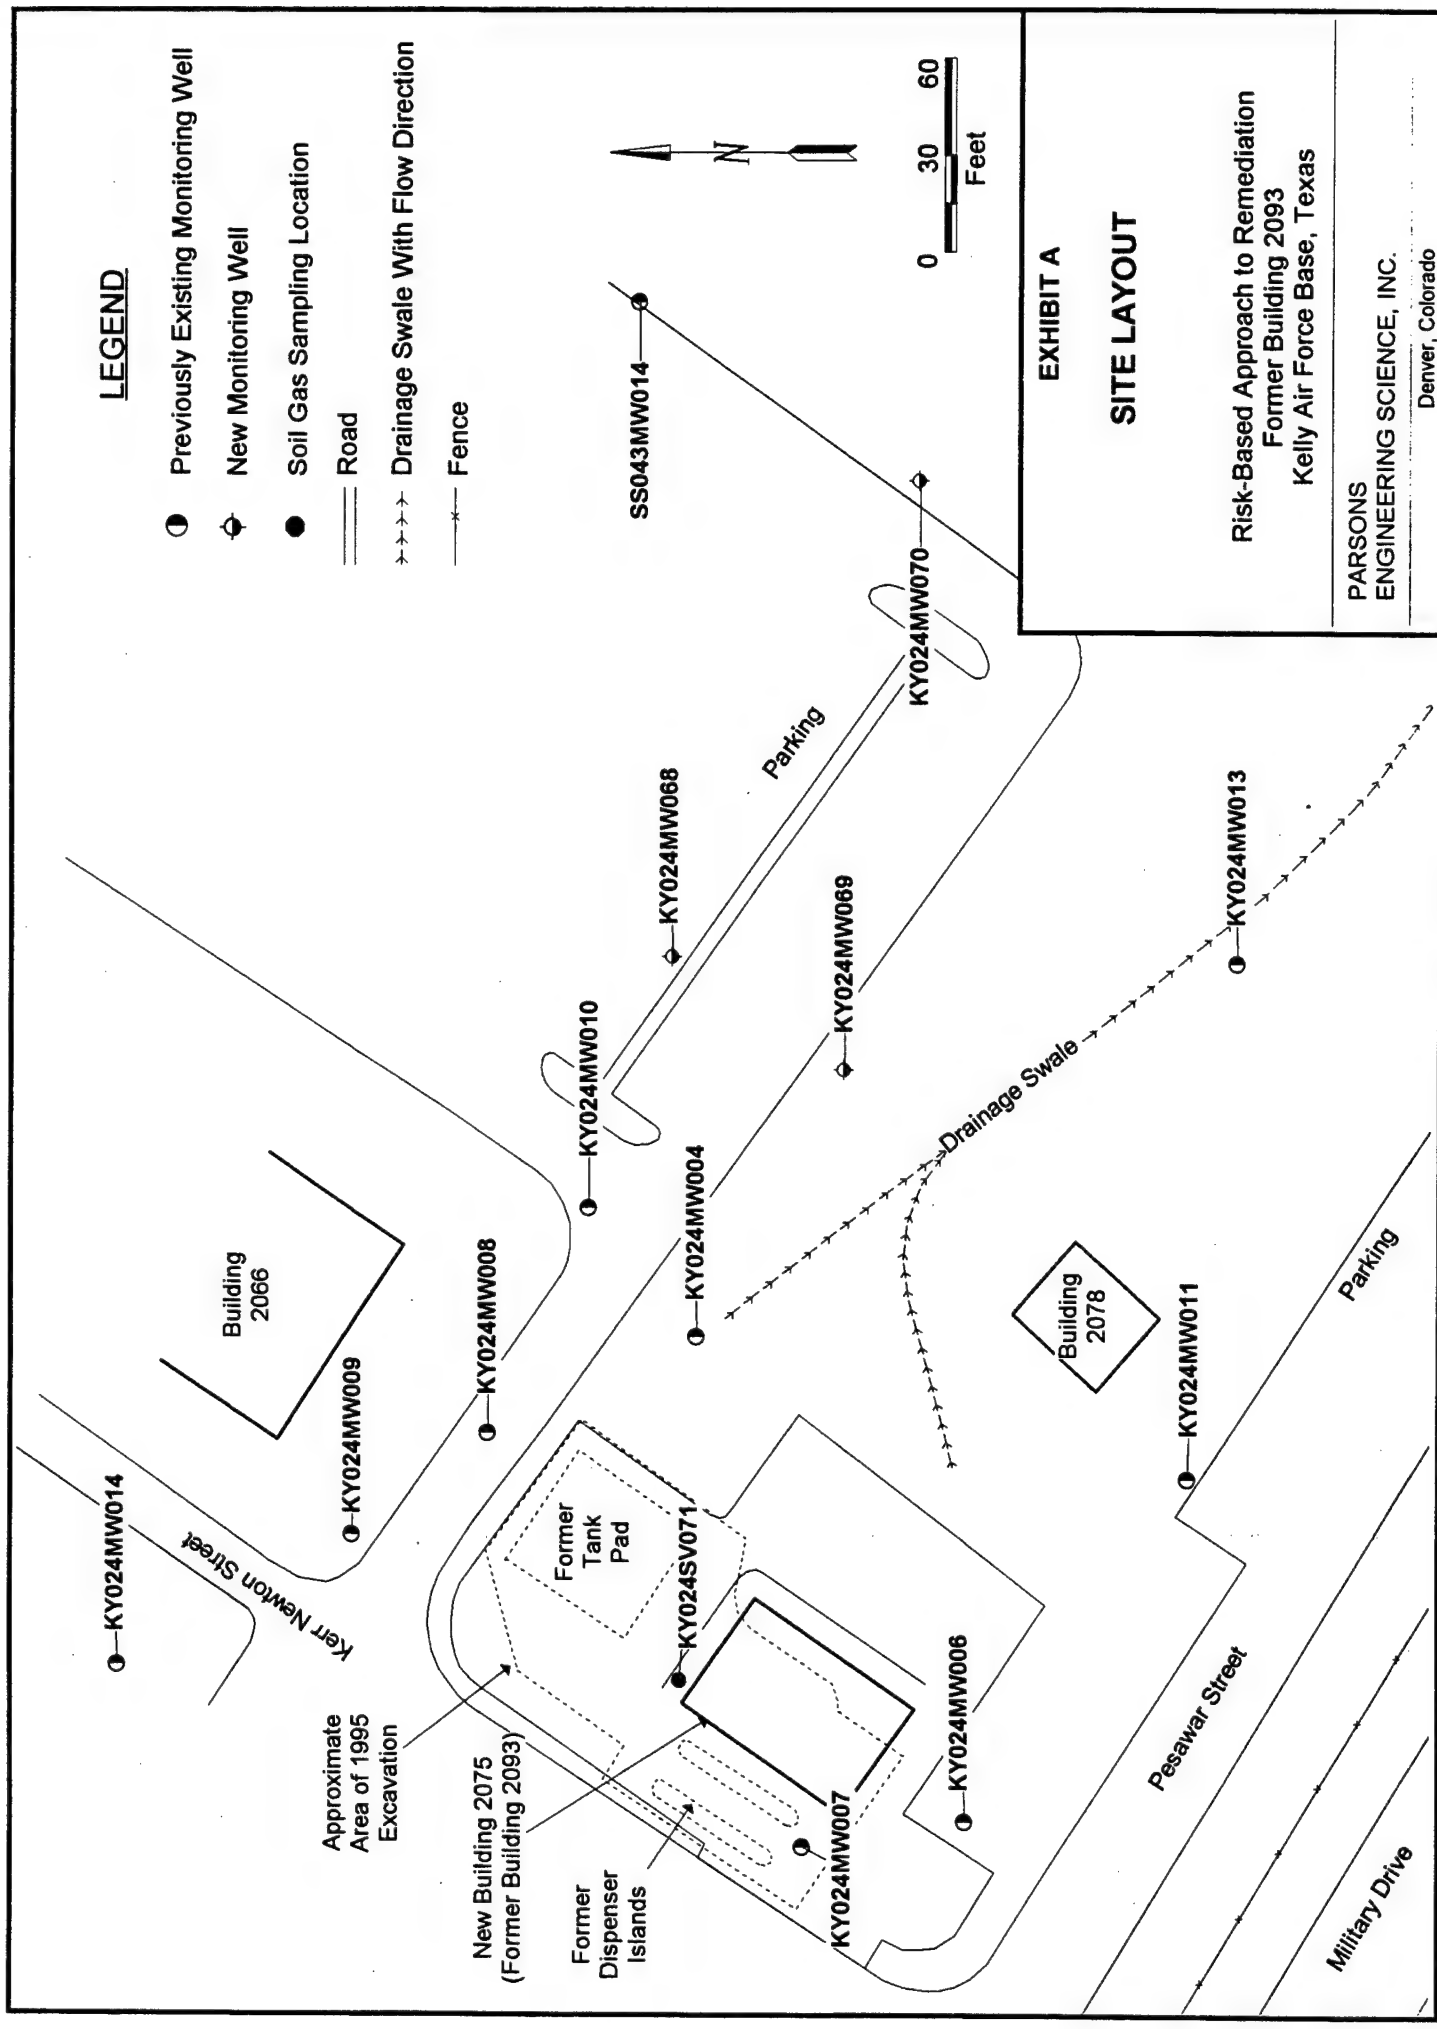 LEGEND
Previously Existing Monitoring Well
New Monitoring Well
Soil Gas Sampling Location
Road
Drainage Swale With Flow Direction
Fence
N
0 30 60
Feet
KY024MW014
Kerr Newton Street
KY024MW009
Building
2066
KY024MW008
KY024MW010
KY024MW068
SS043MW014
Approximate
Area of 1995
Excavation
New Building 2075
(Former Building 2093)
Former
Dispenser
Islands
Former
Tank
Pad
KY024SV071
KY024MW004
KY024MW069
Parking
KY024MW070
KY024MW007
KY024MW006
Drainage Swale
KY024MW013
Building
2078
KY024MW011
Parking
Pesawar Street
Military Drive
EXHIBIT A
SITE LAYOUT
Risk-Based Approach to Remediation
Former Building 2093
Kelly Air Force Base, Texas
PARSONS
ENGINEERING SCIENCE, INC.
Denver, Colorado